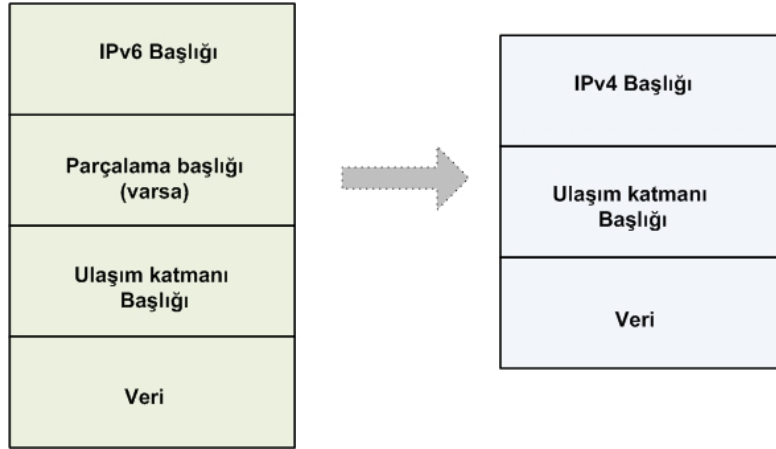 IPv6 Başlığı
Parçalama başlığı
(varsa)
Ulaşım katmanı
Başlığı
Veri
IPv4 Başlığı
Ulaşım katmanı
Başlığı
Veri